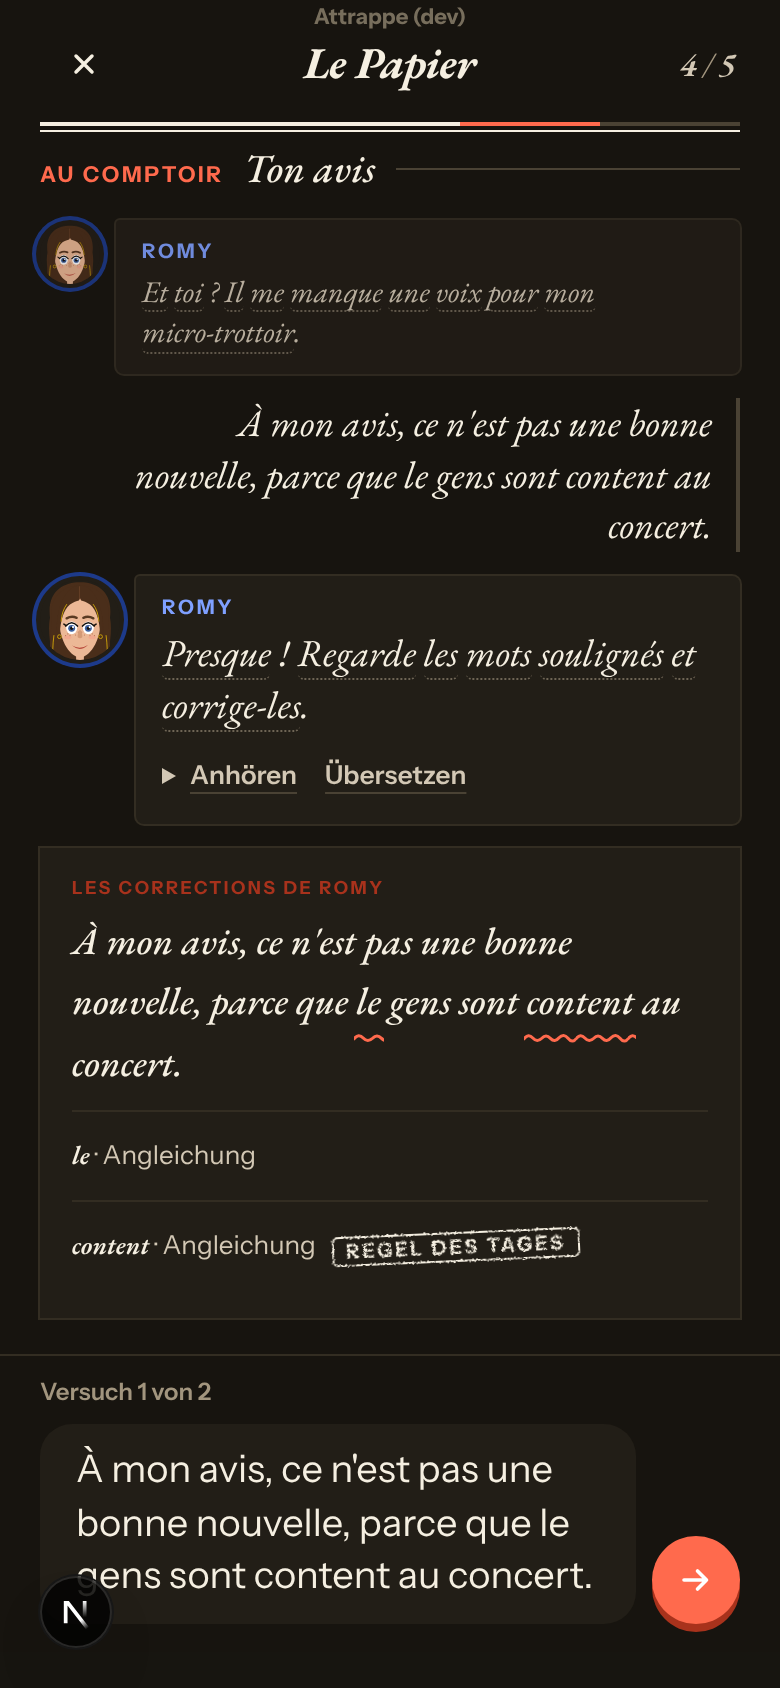 Attrappe (dev)
Le Papier
4/5
AU COMPTOIR Ton avis
ROMY
Et toi ? Il me manque une voix pour mon
micro-trottoir.
À mon avis, ce n'est pas une bonne
nouvelle, parce que le gens sont content au
concert.
ROMY
Presque ! Regarde les mots soulignés et
corrige-les.
Anhören Übersetzen
LES CORRECTIONS DE ROMY
À mon avis, ce n'est pas une bonne
nouvelle, parce que le gens sont content au
concert.
le · Angleichung
content · Angleichung REGEL DES TAGES
Versuch 1 von 2
À mon avis, ce n'est pas une
bonne nouvelle, parce que le
gens sont content au concert.
N